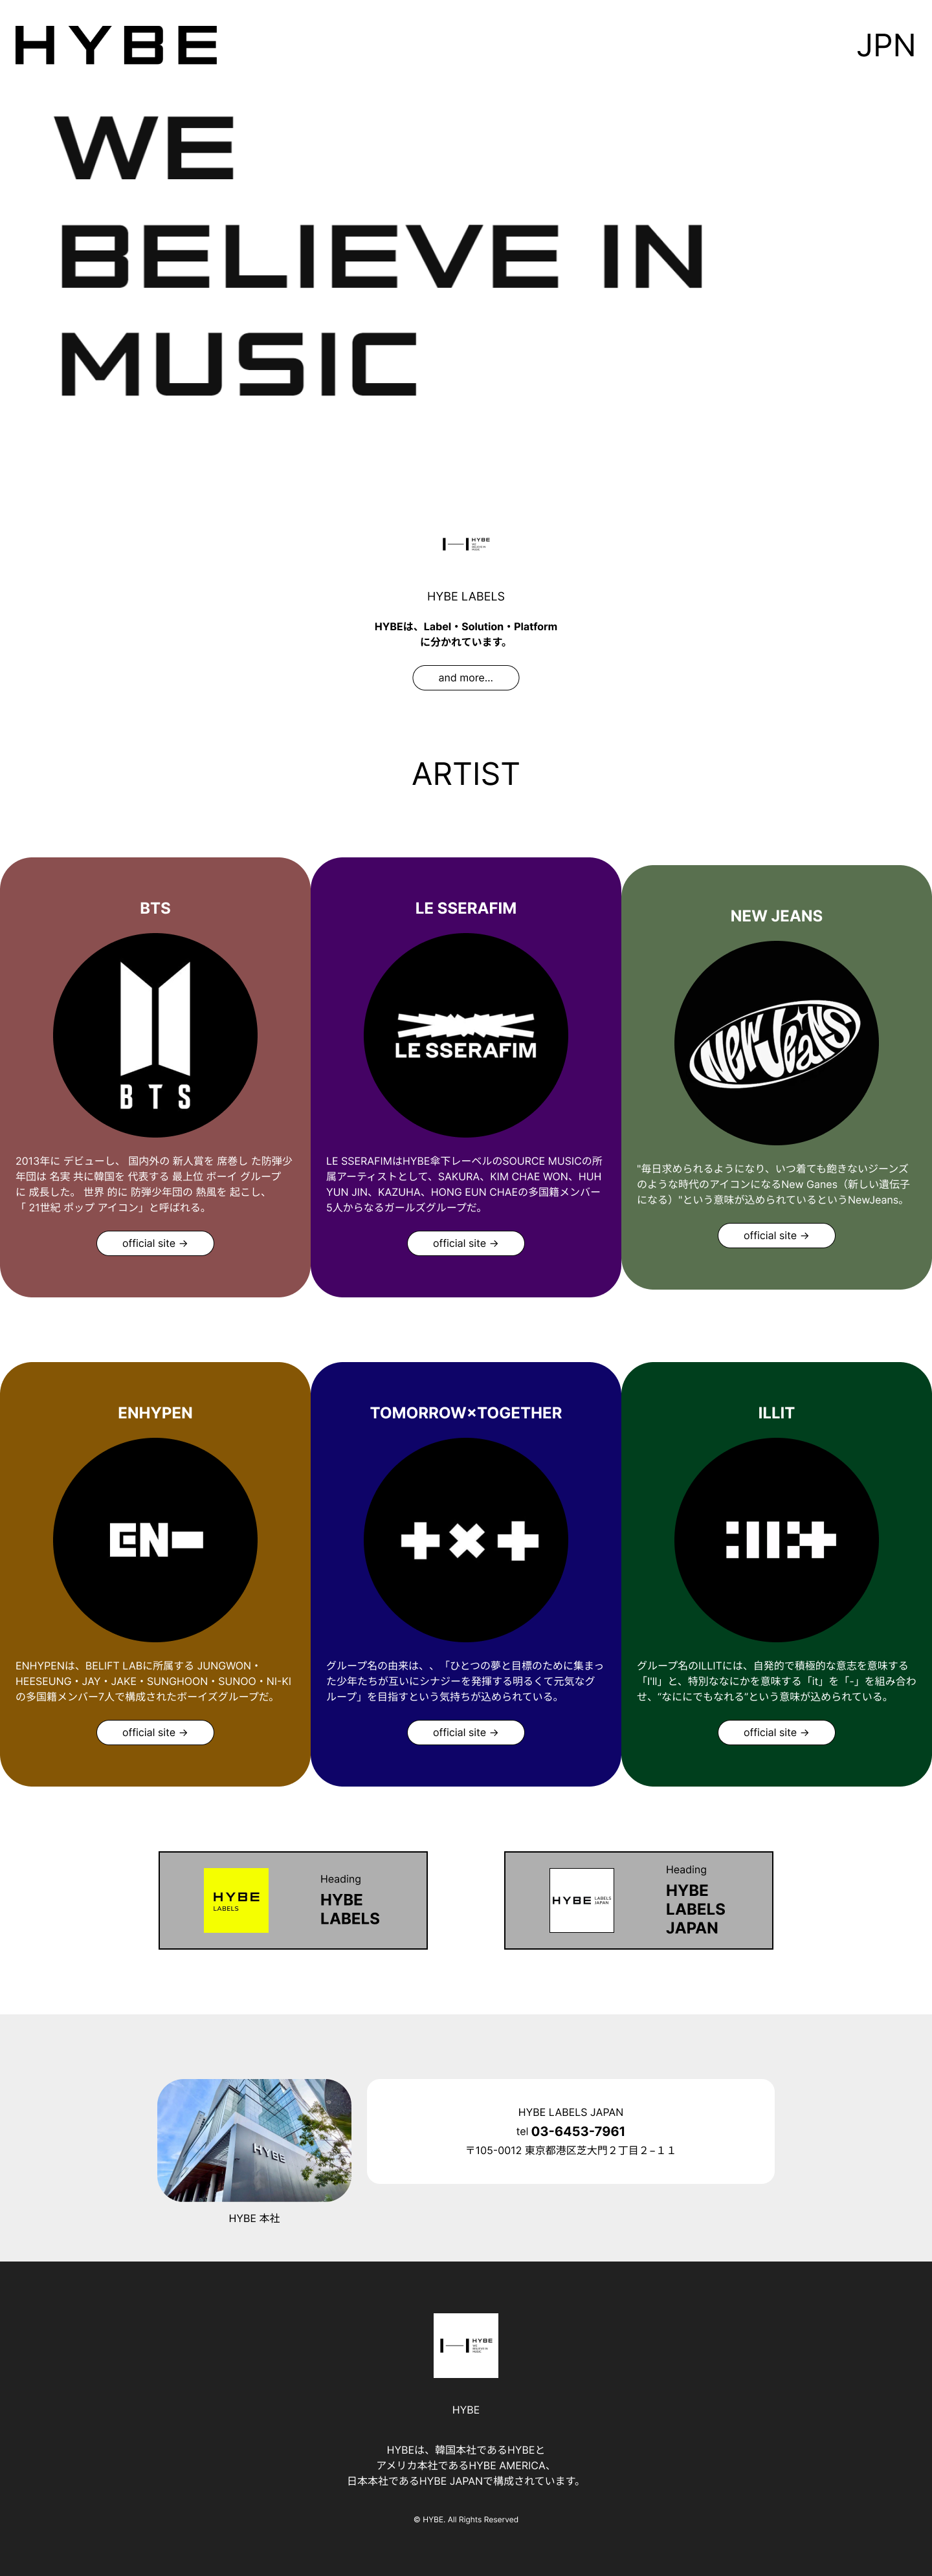 HYBE
JPN
WE
BELIEVE IN
MUSIC
HYBE
HYBE LABELS
HYBEは、Label・Solution・Platform
に分かれています。
and more...
ARTIST
BTS
BTS
2013年に デビューし、 国内外の 新人賞を 席巻し た防弾少
年団は 名実 共に韓国を 代表する 最上位 ボーイ グループ
に 成長した。 世界 的に 防弾少年団の 熱風を 起こし、
「 21世紀 ポップ アイコン」と呼ばれる。
official site →
LE SSERAFIM
LE SSERAFIM
LE SSERAFIMはHYBE傘下レーベルのSOURCE MUSICの所
属アーティストとして、SAKURA、KIM CHAE WON、HUH
YUN JIN、KAZUHA、HONG EUN CHAEの多国籍メンバー
5人からなるガールズグループだ。
official site →
NEW JEANS
NewJeans
"毎日求められるようになり、いつ着ても飽きないジーンズ
のような時代のアイコンになるNew Ganes（新しい遺伝子
になる）"という意味が込められているというNewJeans。
official site →
ENHYPEN
EN-
ENHYPENは、BELIFT LABに所属する JUNGWON・
HEESEUNG・JAY・JAKE・SUNGHOON・SUNOO・NI-KI
の多国籍メンバー7人で構成されたボーイズグループだ。
official site →
TOMORROW×TOGETHER
+×+
グループ名の由来は、、「ひとつの夢と目標のために集まっ
た少年たちが互いにシナジーを発揮する明るくて元気なグ
ループ」を目指すという気持ちが込められている。
official site →
ILLIT
グループ名のILLITには、自発的で積極的な意志を意味する
「I'll」と、特別ななにかを意味する「it」を「-」を組み合わ
せ、"なににでもなれる"という意味が込められている。
official site →
HYBE
LABELS
Heading
HYBE
LABELS
HYBE LABELS
JAPAN
Heading
HYBE
LABELS
JAPAN
HYBE
HYBE 本社
HYBE LABELS JAPAN
tel 03-6453-7961
〒105-0012 東京都港区芝大門２丁目２−１１
HYBE
HYBE
HYBEは、韓国本社であるHYBEと
アメリカ本社であるHYBE AMERICA、
日本本社であるHYBE JAPANで構成されています。
© HYBE. All Rights Reserved